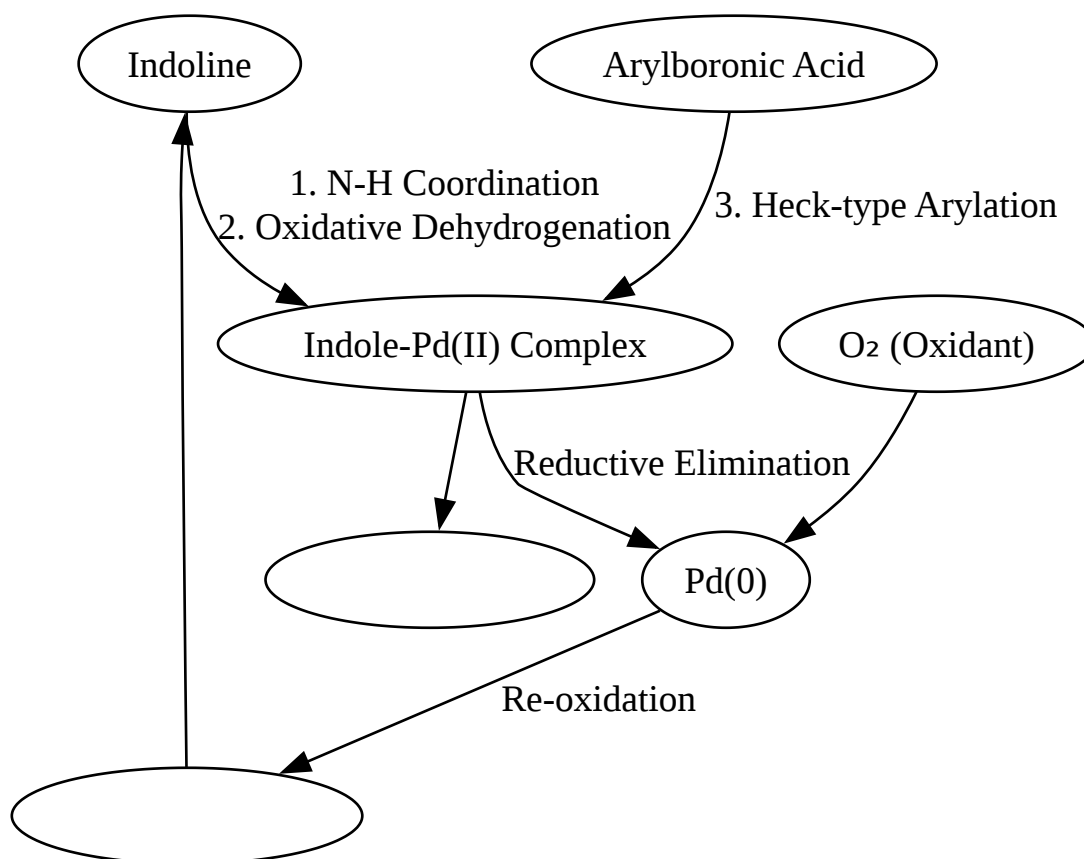 Indoline
Arylboronic Acid
1. N-H Coordination
2. Oxidative Dehydrogenation
3. Heck-type Arylation
Indole-Pd(II) Complex
O₂ (Oxidant)
Reductive Elimination
Pd(0)
Re-oxidation